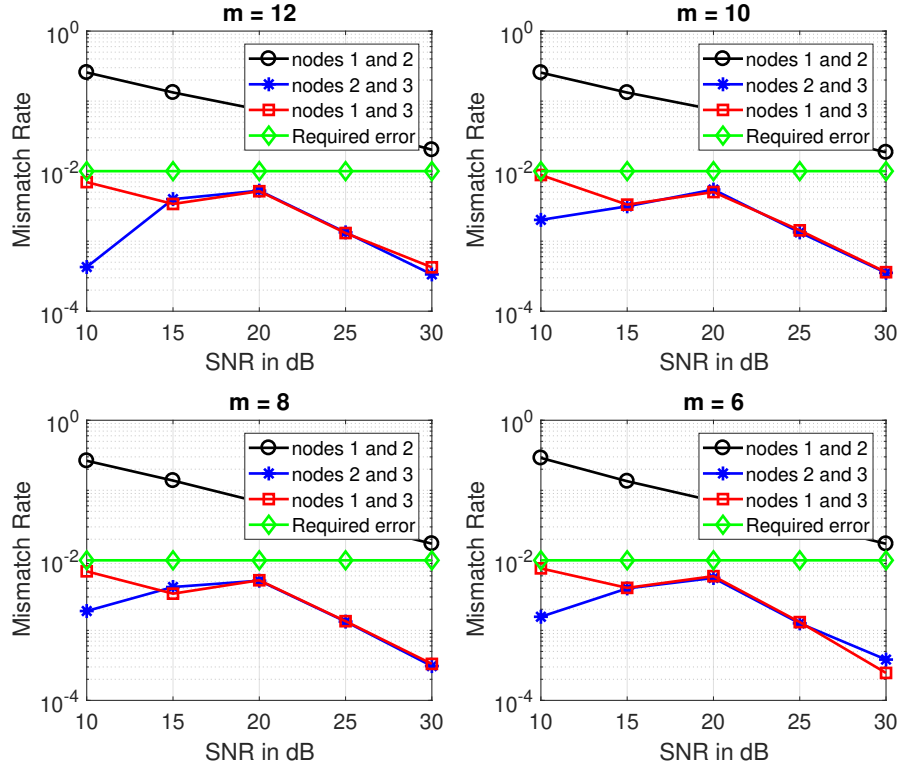 m = 12
10^0
10^-2
10^-4
Mismatch Rate
nodes 1 and 2
nodes 2 and 3
nodes 1 and 3
Required error
10 15 20 25 30
SNR in dB
m = 10
10^0
10^-2
10^-4
Mismatch Rate
nodes 1 and 2
nodes 2 and 3
nodes 1 and 3
Required error
10 15 20 25 30
SNR in dB
m = 8
10^0
10^-2
10^-4
Mismatch Rate
nodes 1 and 2
nodes 2 and 3
nodes 1 and 3
Required error
10 15 20 25 30
SNR in dB
m = 6
10^0
10^-2
10^-4
Mismatch Rate
nodes 1 and 2
nodes 2 and 3
nodes 1 and 3
Required error
10 15 20 25 30
SNR in dB